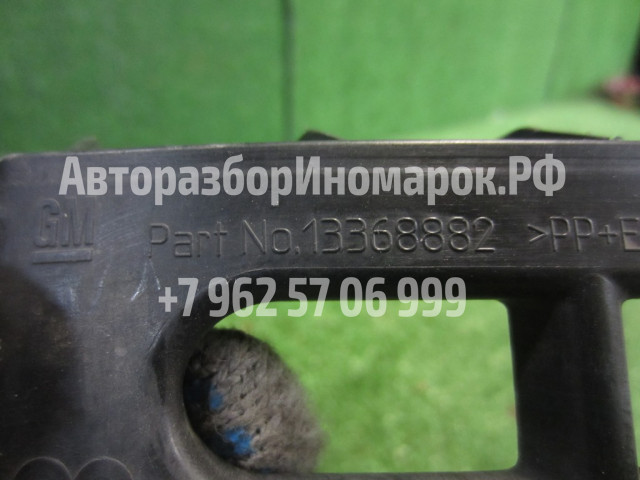 АвторазборИномарок.РФ
GM Part No.13368882 >PP+E
+7 962 57 06 999